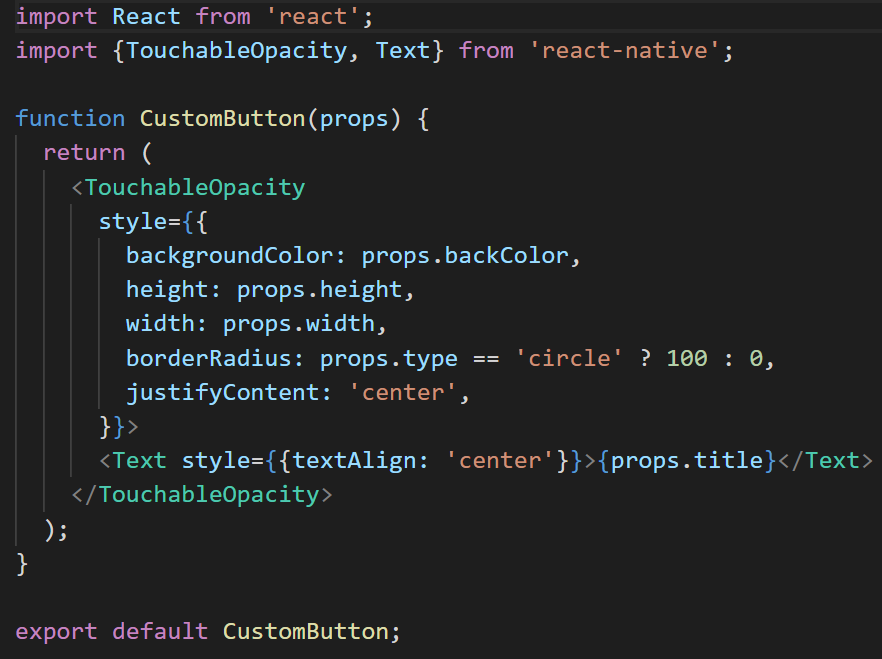 import React from 'react';
import {TouchableOpacity, Text} from 'react-native';

function CustomButton(props) {
  return (
    <TouchableOpacity
      style={{
        backgroundColor: props.backColor,
        height: props.height,
        width: props.width,
        borderRadius: props.type == 'circle' ? 100 : 0,
        justifyContent: 'center',
      }}>
      <Text style={{textAlign: 'center'}}>{props.title}</Text>
    </TouchableOpacity>
  );
}

export default CustomButton;